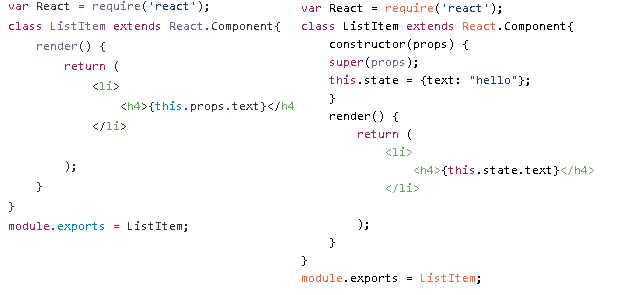 var React = require('react');
class ListItem extends React.Component{
render() {
return (
<li>
<h4>{this.props.text}</h4
</li>
);
}
}
module.exports = ListItem;
var React = require('react');
class ListItem extends React.Component{
constructor(props) {
super(props);
this.state = {text: "hello"};
}
render() {
return (
<li>
<h4>{this.state.text}</h4>
</li>
);
}
}
module.exports = ListItem;